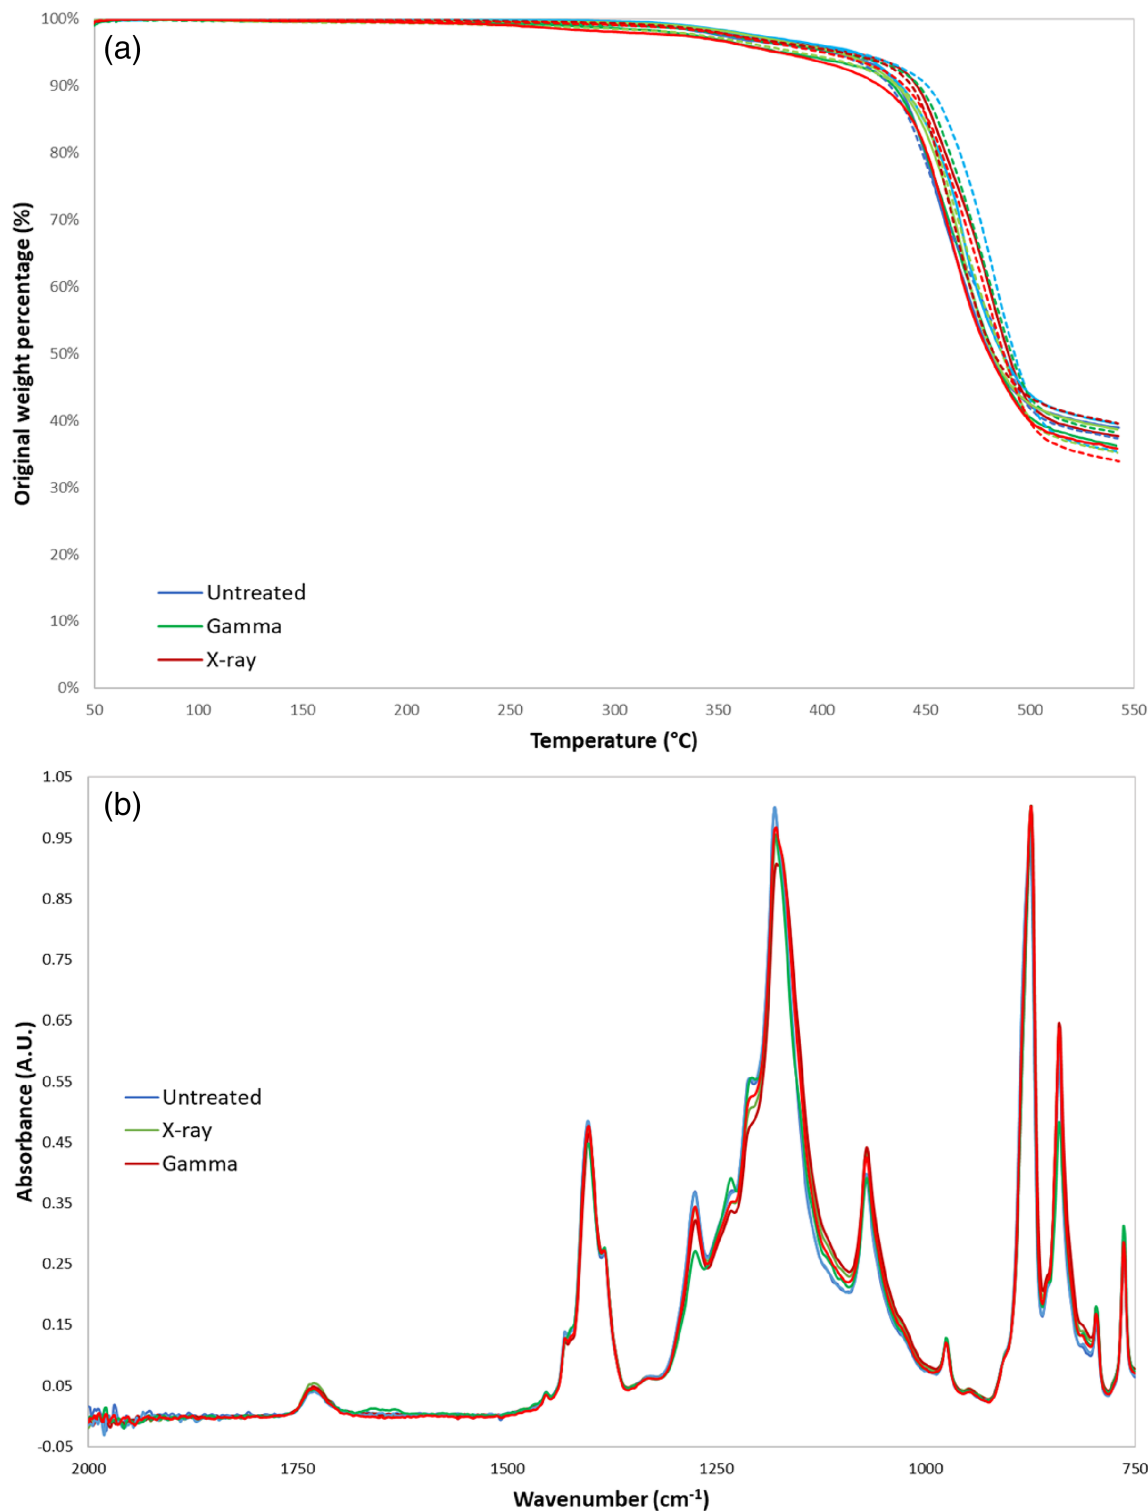 (a)
100%
90%
80%
70%
60%
50%
40%
30%
20%
10%
0%
Original weight percentage (%)
Untreated
Gamma
X-ray
50 100 150 200 250 300 350 400 450 500 550
Temperature (°C)
(b)
1.05
0.95
0.85
0.75
0.65
0.55
0.45
0.35
0.25
0.15
0.05
-0.05
Absorbance (A.U.)
Untreated
X-ray
Gamma
2000 1750 1500 1250 1000 750
Wavenumber (cm⁻¹)